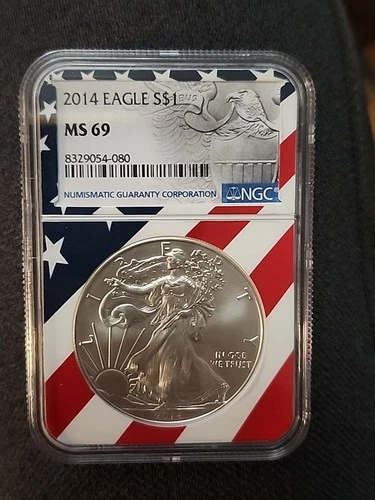 2014 EAGLE S$1
MS 69
8329054-080
NUMISMATIC GUARANTY CORPORATION
NGC
LIBERTY
IN GOD
WE TRUST